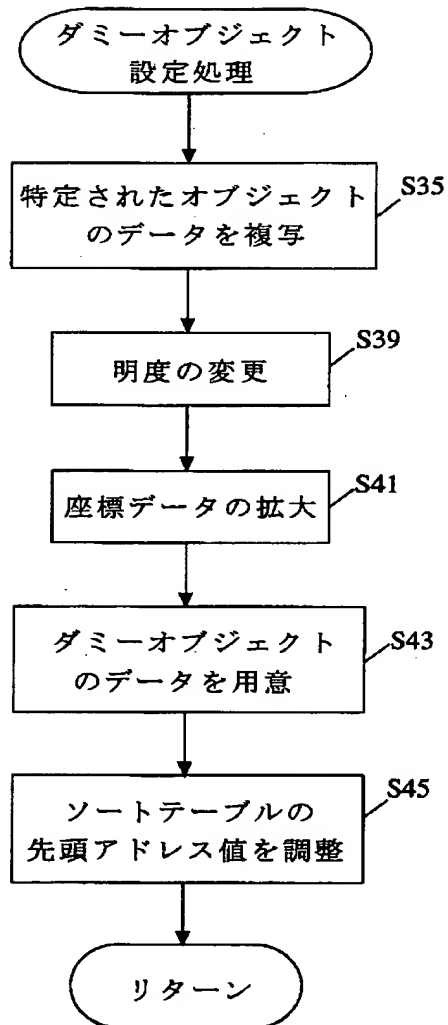 ダミーオブジェクト
設定処理
特定されたオブジェクト
のデータを複写
S35
明度の変更
S39
座標データの拡大
S41
ダミーオブジェクト
のデータを用意
S43
ソートテーブルの
先頭アドレス値を調整
S45
リターン